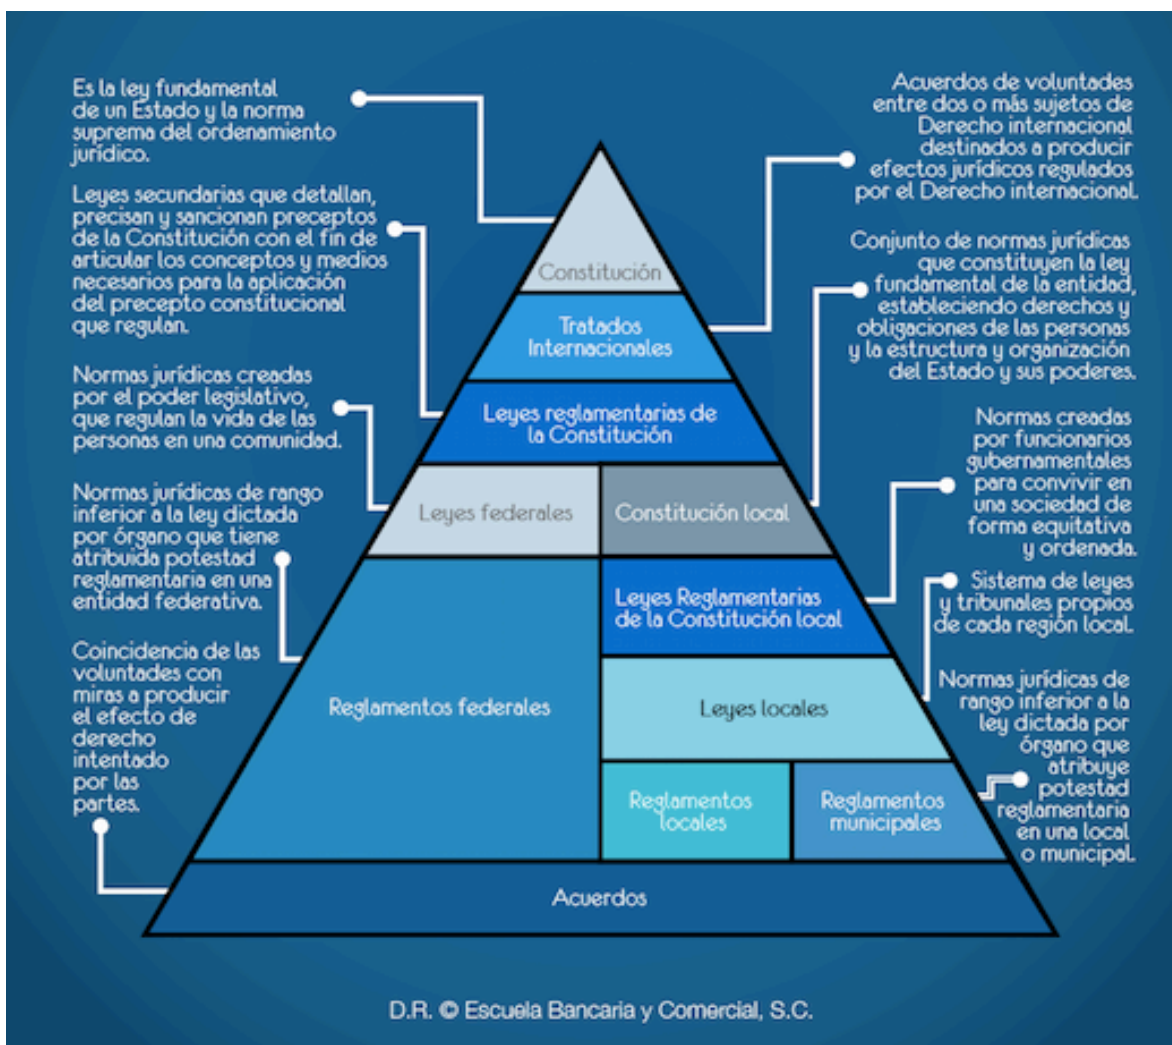 Es la ley fundamental
de un Estado y la norma
suprema del ordenamiento
jurídico.
Leyes secundarias que detallan,
precisan y sancionan preceptos
de la Constitución con el fin de
articular los conceptos y medios
necesarios para la aplicación
del precepto constitucional
que regulan.
Normas jurídicas creadas
por el poder legislativo,
que regulan la vida de las
personas en una comunidad.
Normas jurídicas de rango
inferior a la ley dictada
por órgano que tiene
atribuida potestad
reglamentaria en una
entidad federativa.
Coincidencia de las
voluntades con
miras a producir
el efecto de
derecho
intentado
por las
partes.
Constitución
Tratados
Internacionales
Leyes reglamentarias de
la Constitución
Leyes federales
Constitución local
Leyes Reglamentarias
de la Constitución local
Reglamentos federales
Leyes locales
Reglamentos
locales
Reglamentos
municipales
Acuerdos
Acuerdos de voluntades
entre dos o más sujetos de
Derecho internacional
destinados a producir
efectos jurídicos regulados
por el Derecho internacional.
Conjunto de normas jurídicas
que constituyen la ley
fundamental de la entidad,
estableciendo derechos y
obligaciones de las personas
y la estructura y organización
del Estado y sus poderes.
Normas creadas
por funcionarios
gubernamentales
para convivir en
una sociedad de
forma equitativa
y ordenada.
Sistema de leyes
y tribunales propios
de cada región local.
Normas jurídicas de
rango inferior a la
ley dictada por
órgano que
atribuye
potestad
reglamentaria
en una local
o municipal.
D.R. © Escuela Bancaria y Comercial, S.C.